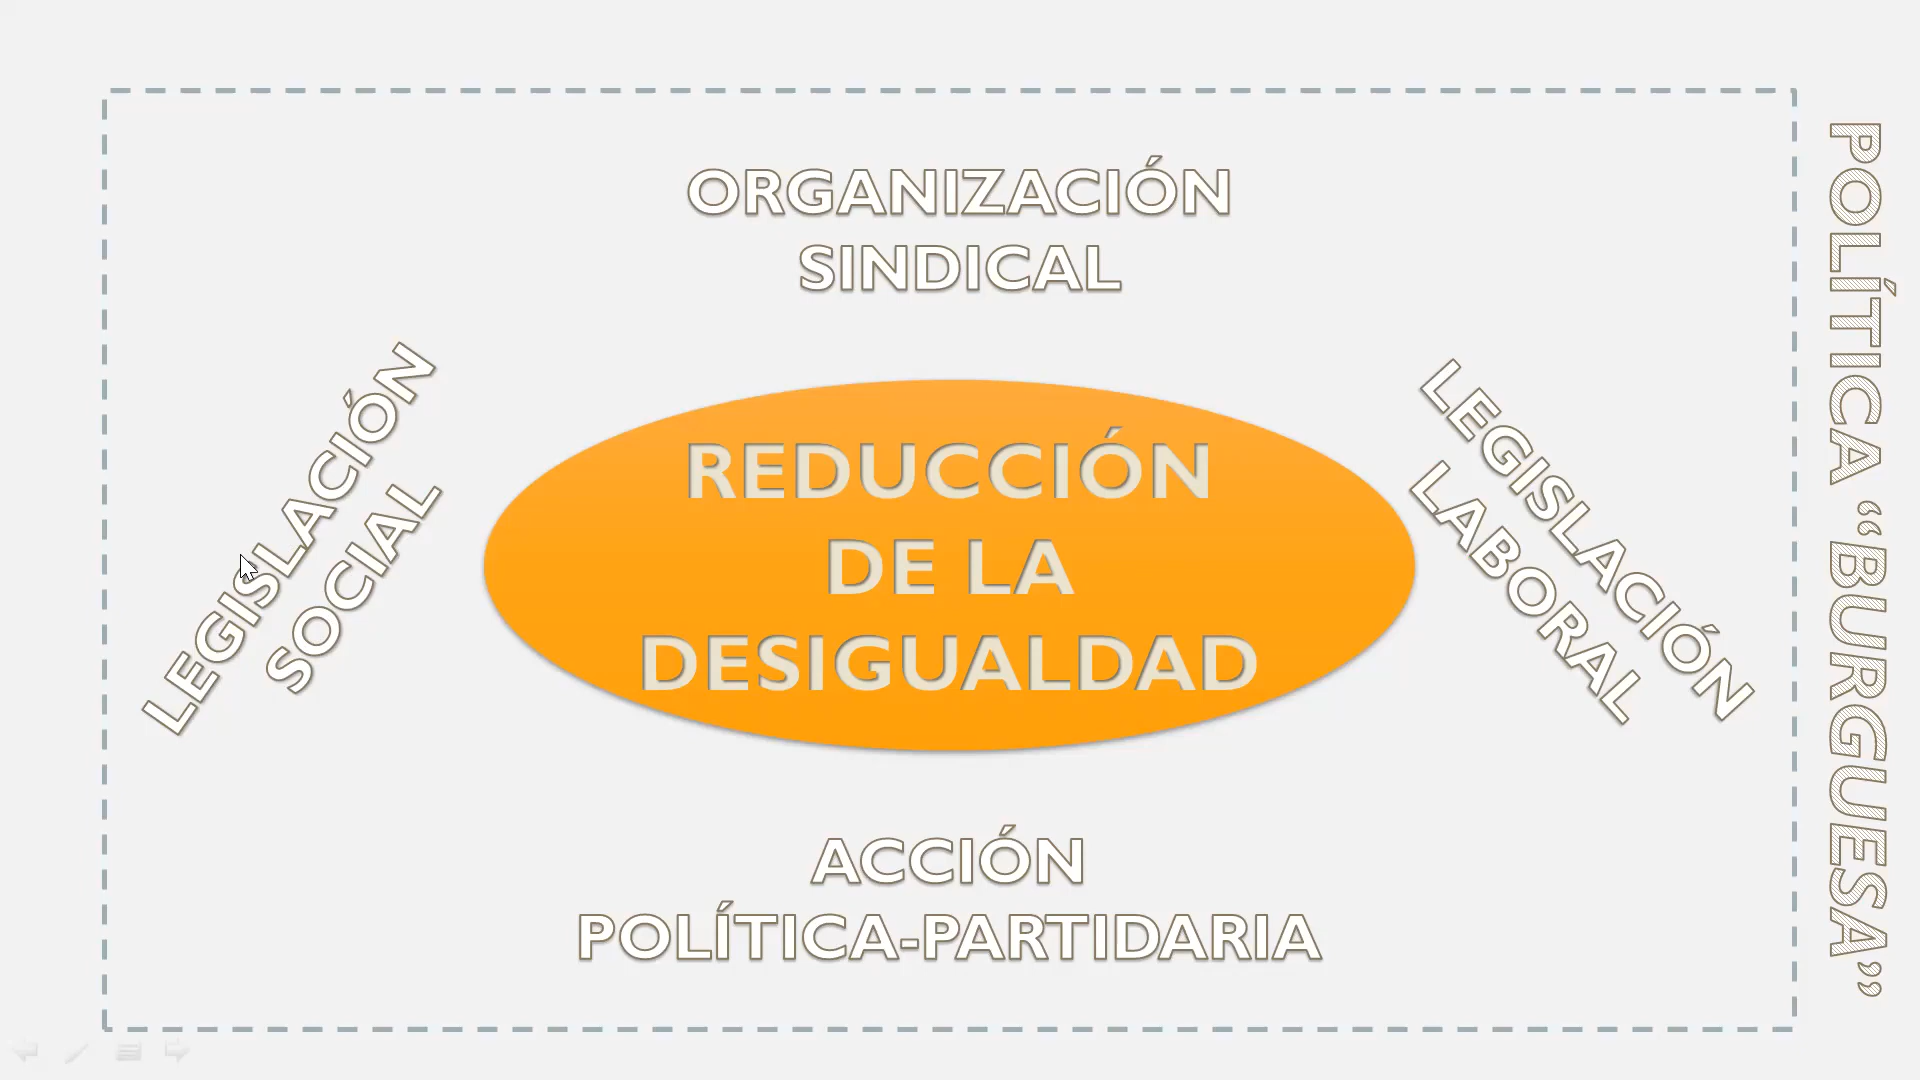 ORGANIZACIÓN
SINDICAL
LEGISLACIÓN
SOCIAL
REDUCCIÓN
DE LA
DESIGUALDAD
LEGISLACIÓN
LABORAL
ACCIÓN
POLÍTICA-PARTIDARIA
POLÍTICA “BURGUESA”